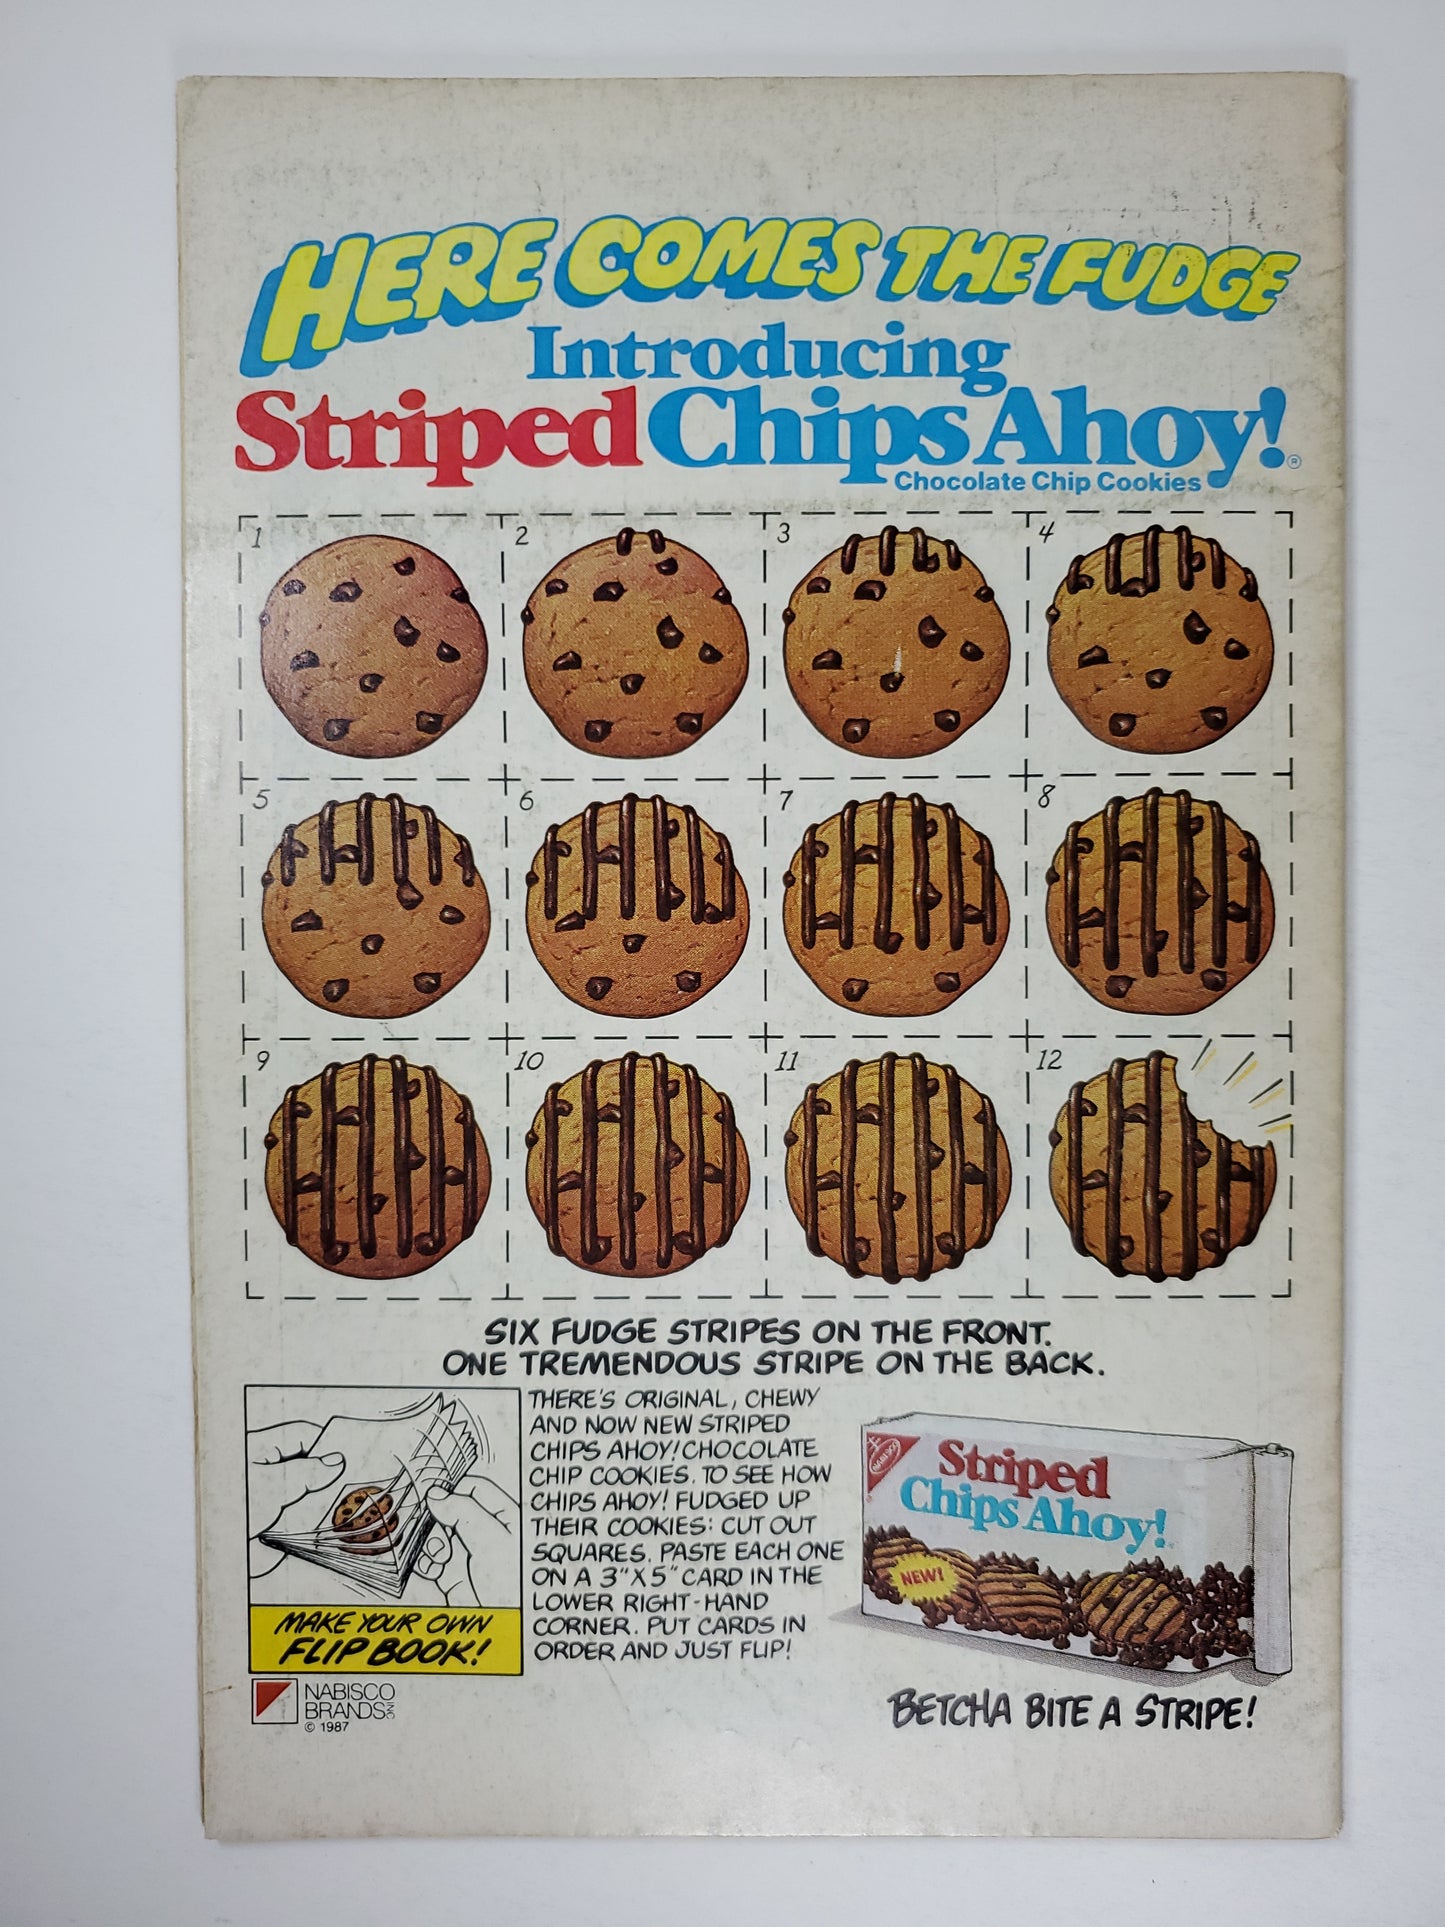 HERE COMES THE FUDGE
Introducing
Striped Chips Ahoy!®
Chocolate Chip Cookies
1
2
3
4
5
6
7
8
9
10
11
12
SIX FUDGE STRIPES ON THE FRONT.
ONE TREMENDOUS STRIPE ON THE BACK.
MAKE YOUR OWN
FLIP BOOK!
THERE'S ORIGINAL, CHEWY
AND NOW NEW STRIPED
CHIPS AHOY! CHOCOLATE
CHIP COOKIES. TO SEE HOW
CHIPS AHOY! FUDGED UP
THEIR COOKIES: CUT OUT
SQUARES. PASTE EACH ONE
ON A 3"X5" CARD IN THE
LOWER RIGHT-HAND
CORNER. PUT CARDS IN
ORDER AND JUST FLIP!
NABISCO
Striped
Chips Ahoy!
NEW!
BETCHA BITE A STRIPE!
NABISCO
BRANDS INC
© 1987